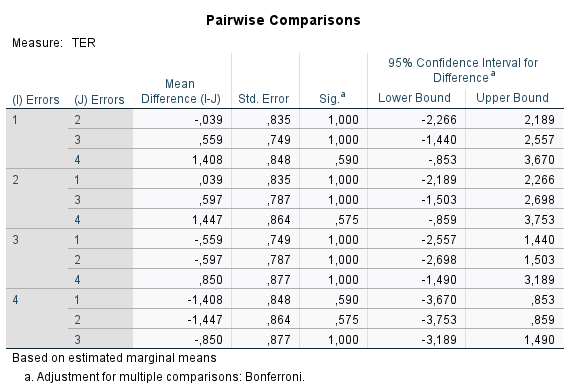 Pairwise Comparisons
Measure: TER
95% Confidence Interval for
Difference a
Mean
(I) Errors (J) Errors Difference (I-J) Std. Error Sig.a Lower Bound Upper Bound
1 2 -,039 ,835 1,000 -2,266 2,189
3 ,559 ,749 1,000 -1,440 2,557
4 1,408 ,848 ,590 -,853 3,670
2 1 ,039 ,835 1,000 -2,189 2,266
3 ,597 ,787 1,000 -1,503 2,698
4 1,447 ,864 ,575 -,859 3,753
3 1 -,559 ,749 1,000 -2,557 1,440
2 -,597 ,787 1,000 -2,698 1,503
4 ,850 ,877 1,000 -1,490 3,189
4 1 -1,408 ,848 ,590 -3,670 ,853
2 -1,447 ,864 ,575 -3,753 ,859
3 -,850 ,877 1,000 -3,189 1,490
Based on estimated marginal means
a. Adjustment for multiple comparisons: Bonferroni.